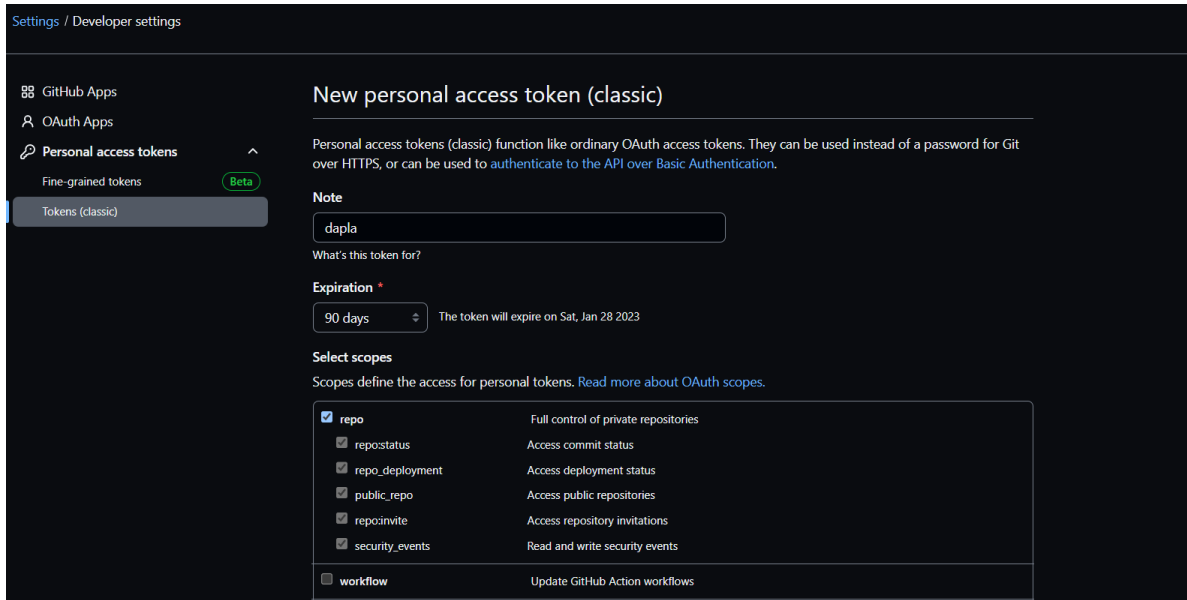 Settings / Developer settings
GitHub Apps
OAuth Apps
Personal access tokens
Fine-grained tokens Beta
Tokens (classic)
New personal access token (classic)
Personal access tokens (classic) function like ordinary OAuth access tokens. They can be used instead of a password for Git
over HTTPS, or can be used to authenticate to the API over Basic Authentication.
Note
dapla
What's this token for?
Expiration *
90 days The token will expire on Sat, Jan 28 2023
Select scopes
Scopes define the access for personal tokens. Read more about OAuth scopes.
repo Full control of private repositories
repo:status Access commit status
repo_deployment Access deployment status
public_repo Access public repositories
repo:invite Access repository invitations
security_events Read and write security events
workflow Update GitHub Action workflows